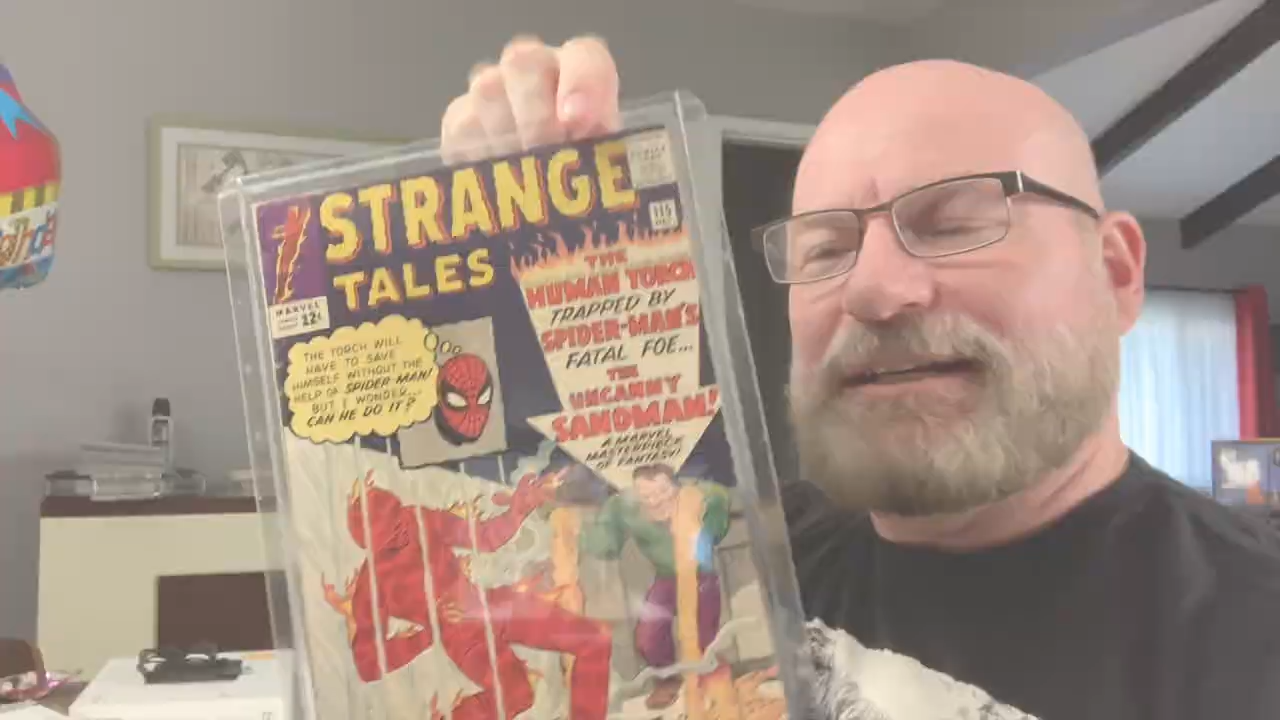 STRANGE
TALES
115
MARVEL
12¢
THE
HUMAN TORCH
TRAPPED BY
SPIDER-MAN'S
FATAL FOE...
THE
UNCANNY
SANDMAN!
A MARVEL
MASTERPIECE
OF FANTASY!
THE TORCH WILL
HAVE TO SAVE
HIMSELF WITHOUT THE
HELP OF SPIDER-MAN!
BUT I WONDER...
CAN HE DO IT?